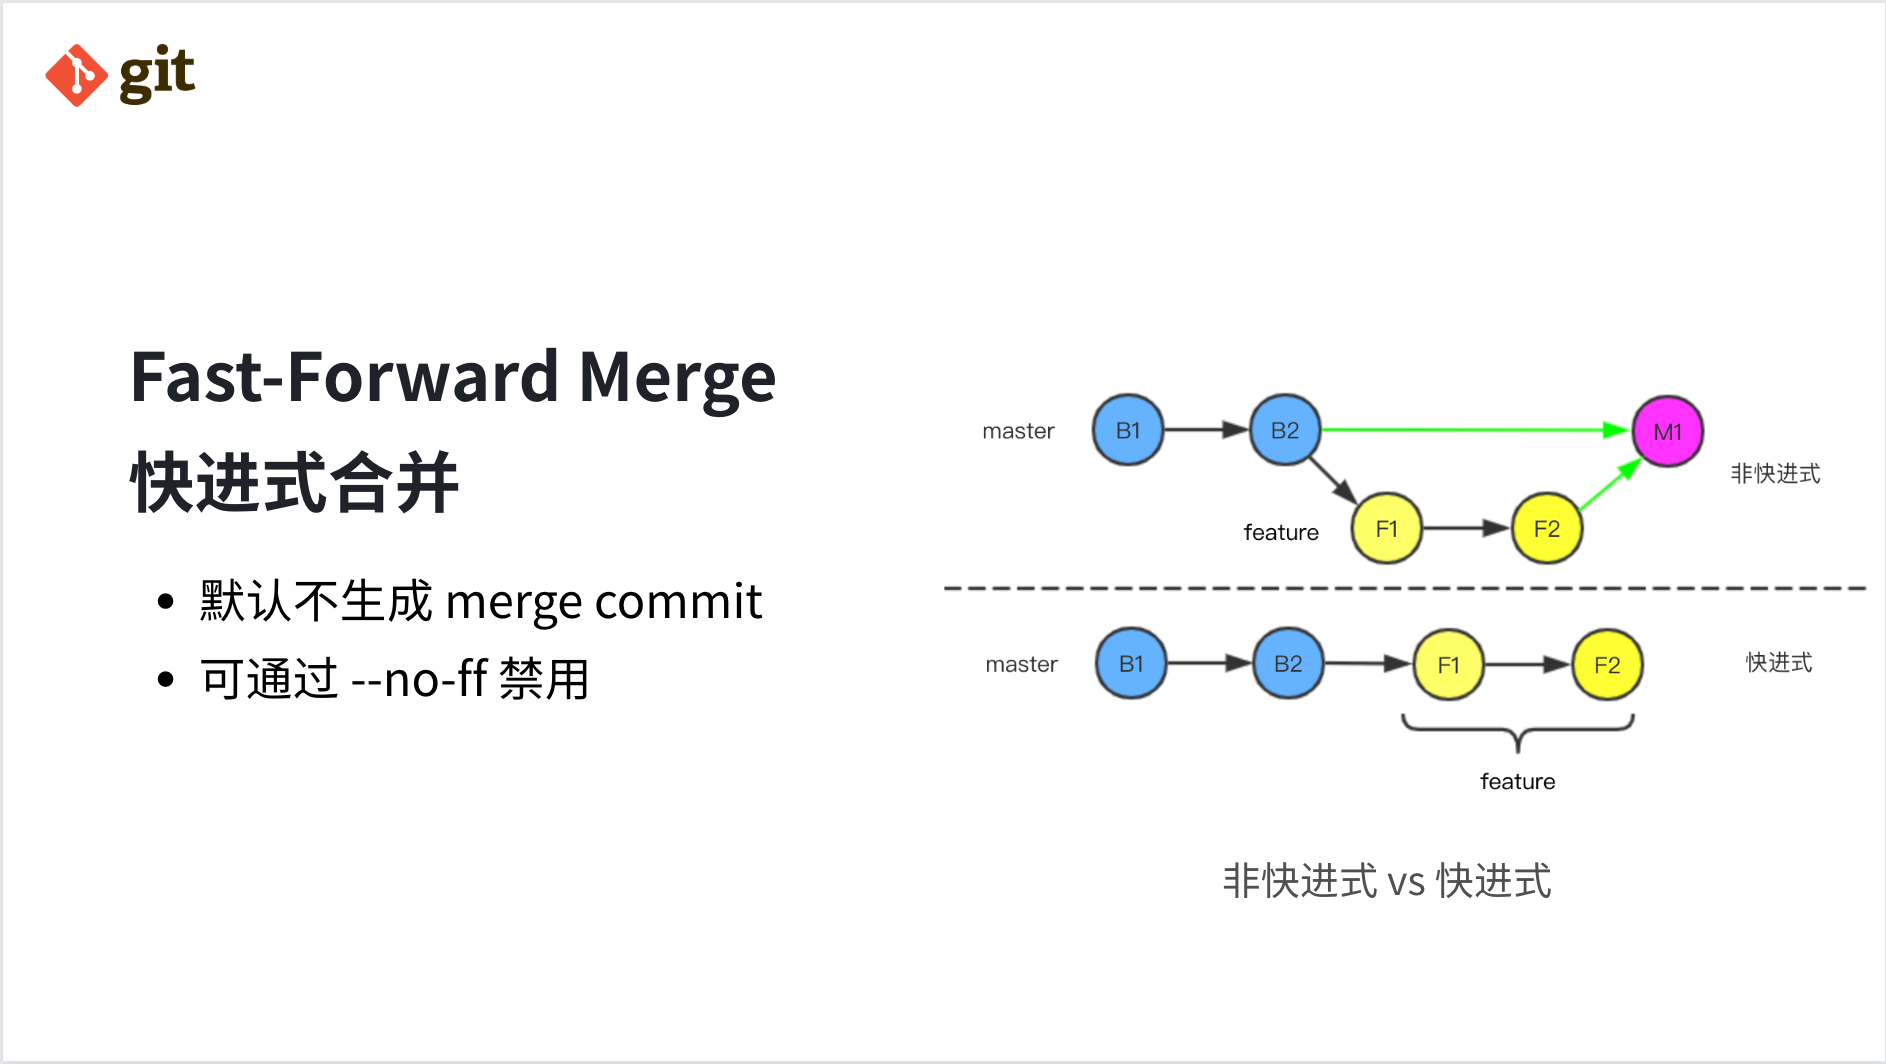 git
Fast-Forward Merge
快进式合并
• 默认不生成 merge commit
• 可通过 --no-ff 禁用
master B1 B2 M1
非快进式
feature F1 F2
master B1 B2 F1 F2 快进式
feature
非快进式 vs 快进式